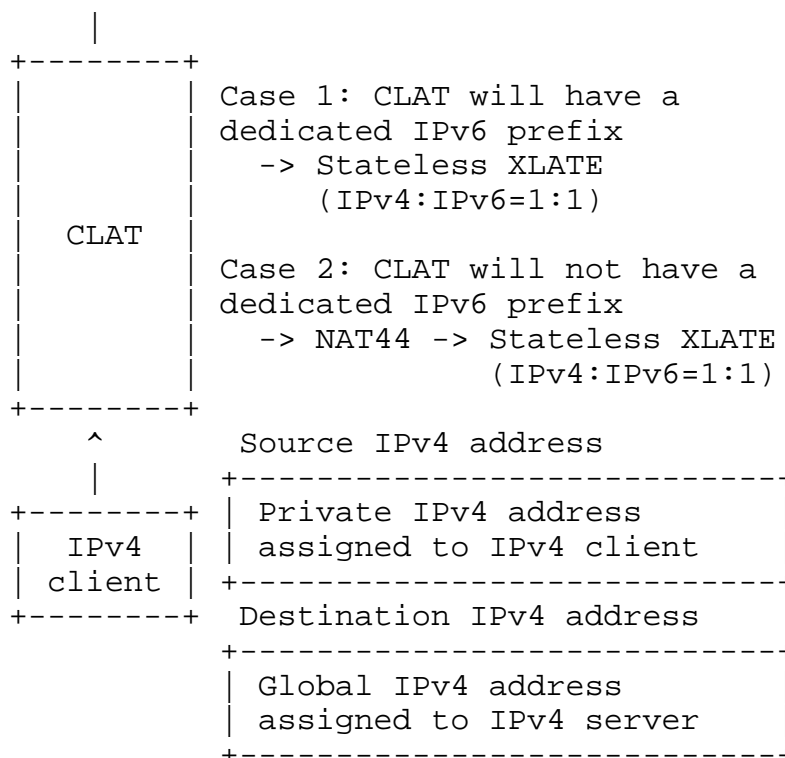 Case 1: CLAT will have a
dedicated IPv6 prefix
-> Stateless XLATE
(IPv4:IPv6=1:1)
CLAT
Case 2: CLAT will not have a
dedicated IPv6 prefix
-> NAT44 -> Stateless XLATE
(IPv4:IPv6=1:1)
Source IPv4 address
Private IPv4 address
IPv4
assigned to IPv4 client
client
Destination IPv4 address
Global IPv4 address
assigned to IPv4 server